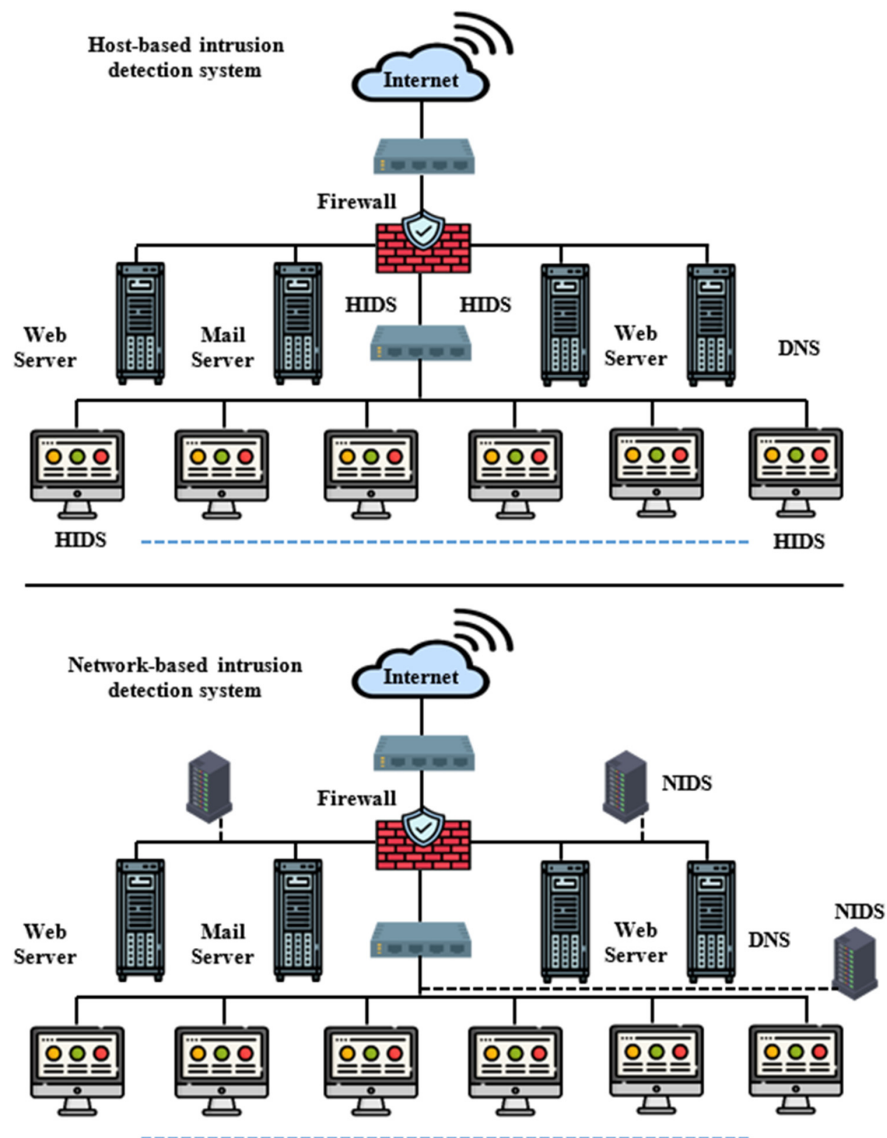 Host-based intrusion
detection system
Internet
Firewall
HIDS HIDS
Web
Server
Mail
Server
Web
Server
DNS
HIDS
HIDS
Network-based intrusion
detection system
Internet
NIDS
Firewall
Web
Server
Mail
Server
Web
Server
DNS
NIDS